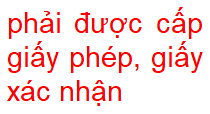 phải được cấp
giấy phép, giấy
xác nhận